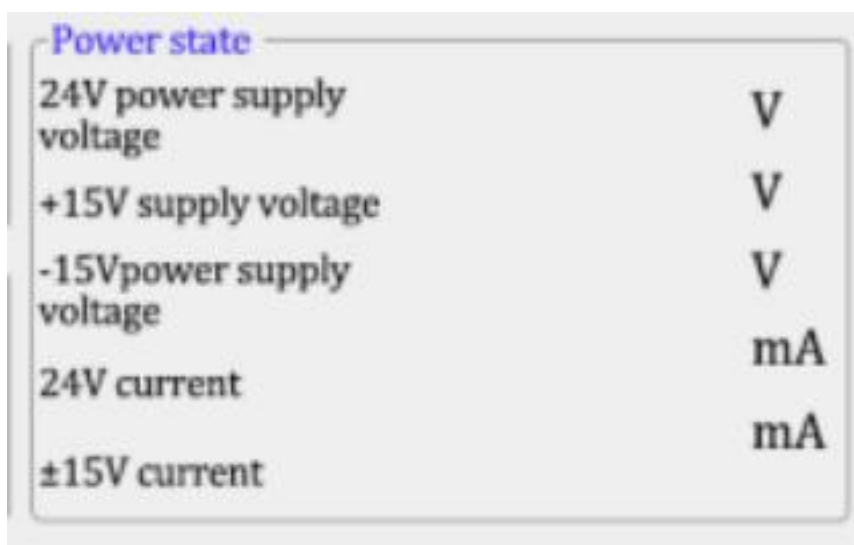 Power state
24V power supply
voltage V
+15V supply voltage V
-15Vpower supply
voltage V
24V current mA
±15V current mA